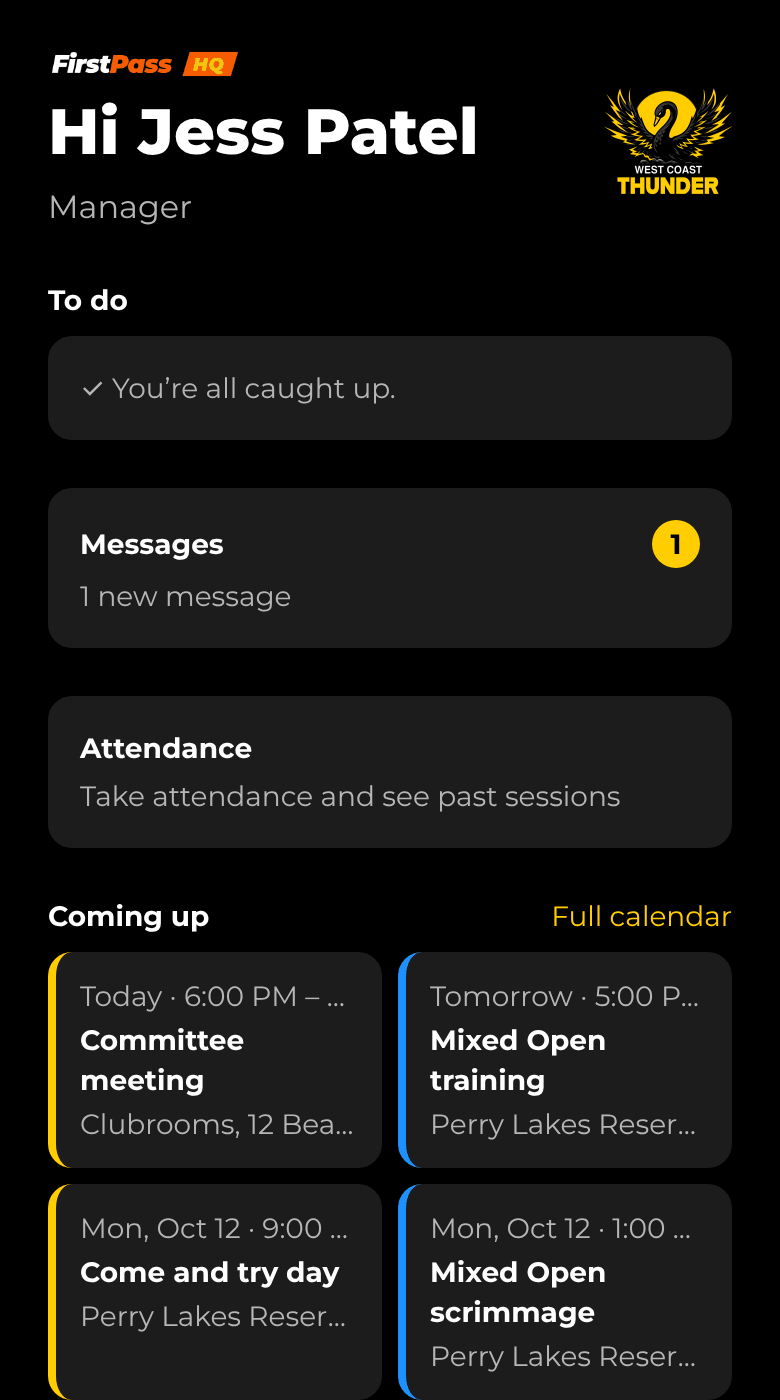 FirstPass HQ
Hi Jess Patel
Manager
WEST COAST
THUNDER
To do
✓ You’re all caught up.
Messages
1
1 new message
Attendance
Take attendance and see past sessions
Coming up
Full calendar
Today · 6:00 PM – ...
Committee
meeting
Clubrooms, 12 Bea...
Tomorrow · 5:00 P...
Mixed Open
training
Perry Lakes Reser...
Mon, Oct 12 · 9:00 ...
Come and try day
Perry Lakes Reser...
Mon, Oct 12 · 1:00 ...
Mixed Open
scrimmage
Perry Lakes Reser...